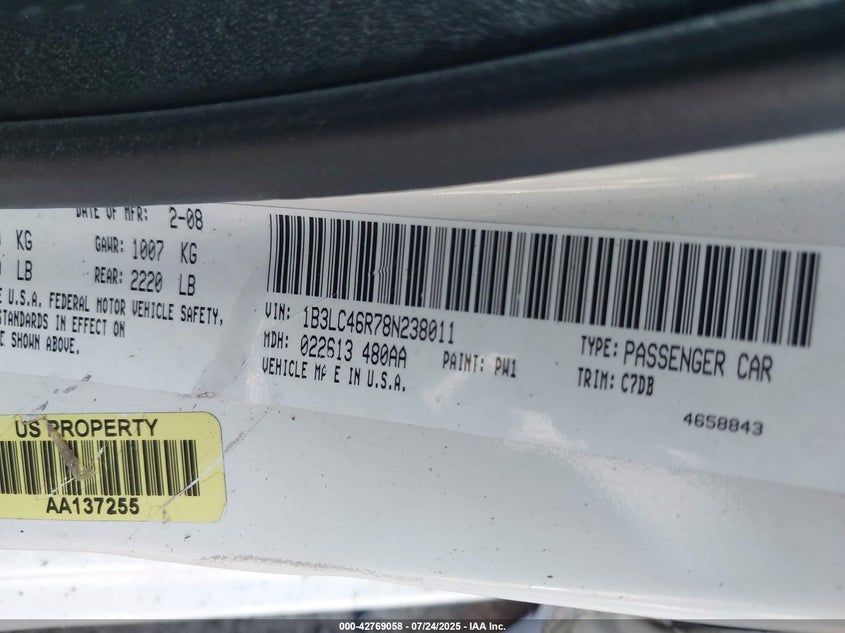 DATE OF MFR: 2-08
KG GAWR: 1007 KG
LB REAR: 2220 LB
U.S.A. FEDERAL MOTOR VEHICLE SAFETY,
STANDARDS IN EFFECT ON
SHOWN ABOVE.
VIN: 1B3LC46R78N238011
MDH: 022613 480AA PAINT: PW1
VEHICLE MA E IN U.S.A.
TYPE: PASSENGER CAR
TRIM: C7DB
4658843
US PROPERTY
AA137255
000-42769058 - 07/24/2025 - IAA Inc.